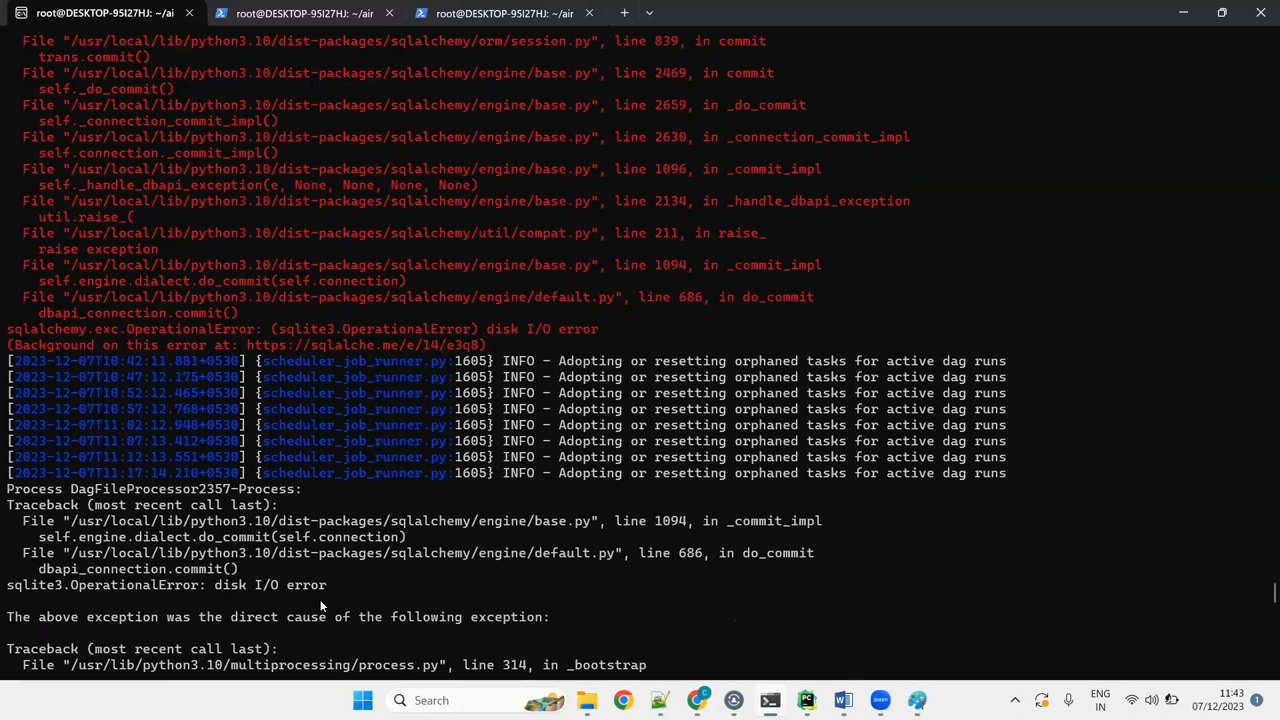 root@DESKTOP-95I27HJ: ~/air
root@DESKTOP-95I27HJ: ~/air
root@DESKTOP-95I27HJ: ~/air
File "/usr/local/lib/python3.10/dist-packages/sqlalchemy/orm/session.py", line 839, in commit
trans.commit()
File "/usr/local/lib/python3.10/dist-packages/sqlalchemy/engine/base.py", line 2469, in commit
self._do_commit()
File "/usr/local/lib/python3.10/dist-packages/sqlalchemy/engine/base.py", line 2659, in _do_commit
self._connection_commit_impl()
File "/usr/local/lib/python3.10/dist-packages/sqlalchemy/engine/base.py", line 2630, in _connection_commit_impl
self.connection._commit_impl()
File "/usr/local/lib/python3.10/dist-packages/sqlalchemy/engine/base.py", line 1096, in _commit_impl
self._handle_dbapi_exception(e, None, None, None, None)
File "/usr/local/lib/python3.10/dist-packages/sqlalchemy/engine/base.py", line 2134, in _handle_dbapi_exception
util.raise_(
File "/usr/local/lib/python3.10/dist-packages/sqlalchemy/util/compat.py", line 211, in raise_
raise exception
File "/usr/local/lib/python3.10/dist-packages/sqlalchemy/engine/base.py", line 1094, in _commit_impl
self.engine.dialect.do_commit(self.connection)
File "/usr/local/lib/python3.10/dist-packages/sqlalchemy/engine/default.py", line 686, in do_commit
dbapi_connection.commit()
sqlalchemy.exc.OperationalError: (sqlite3.OperationalError) disk I/O error
(Background on this error at: https://sqlalche.me/e/14/e3q8)
[2023-12-07T10:42:11.881+0530] {scheduler_job_runner.py:1605} INFO - Adopting or resetting orphaned tasks for active dag runs
[2023-12-07T10:47:12.175+0530] {scheduler_job_runner.py:1605} INFO - Adopting or resetting orphaned tasks for active dag runs
[2023-12-07T10:52:12.465+0530] {scheduler_job_runner.py:1605} INFO - Adopting or resetting orphaned tasks for active dag runs
[2023-12-07T10:57:12.768+0530] {scheduler_job_runner.py:1605} INFO - Adopting or resetting orphaned tasks for active dag runs
[2023-12-07T11:02:12.948+0530] {scheduler_job_runner.py:1605} INFO - Adopting or resetting orphaned tasks for active dag runs
[2023-12-07T11:07:13.412+0530] {scheduler_job_runner.py:1605} INFO - Adopting or resetting orphaned tasks for active dag runs
[2023-12-07T11:12:13.551+0530] {scheduler_job_runner.py:1605} INFO - Adopting or resetting orphaned tasks for active dag runs
[2023-12-07T11:17:14.210+0530] {scheduler_job_runner.py:1605} INFO - Adopting or resetting orphaned tasks for active dag runs
Process DagFileProcessor2357-Process:
Traceback (most recent call last):
File "/usr/local/lib/python3.10/dist-packages/sqlalchemy/engine/base.py", line 1094, in _commit_impl
self.engine.dialect.do_commit(self.connection)
File "/usr/local/lib/python3.10/dist-packages/sqlalchemy/engine/default.py", line 686, in do_commit
dbapi_connection.commit()
sqlite3.OperationalError: disk I/O error
The above exception was the direct cause of the following exception:
Traceback (most recent call last):
File "/usr/lib/python3.10/multiprocessing/process.py", line 314, in _bootstrap
Search
ENG
IN
11:43
07/12/2023